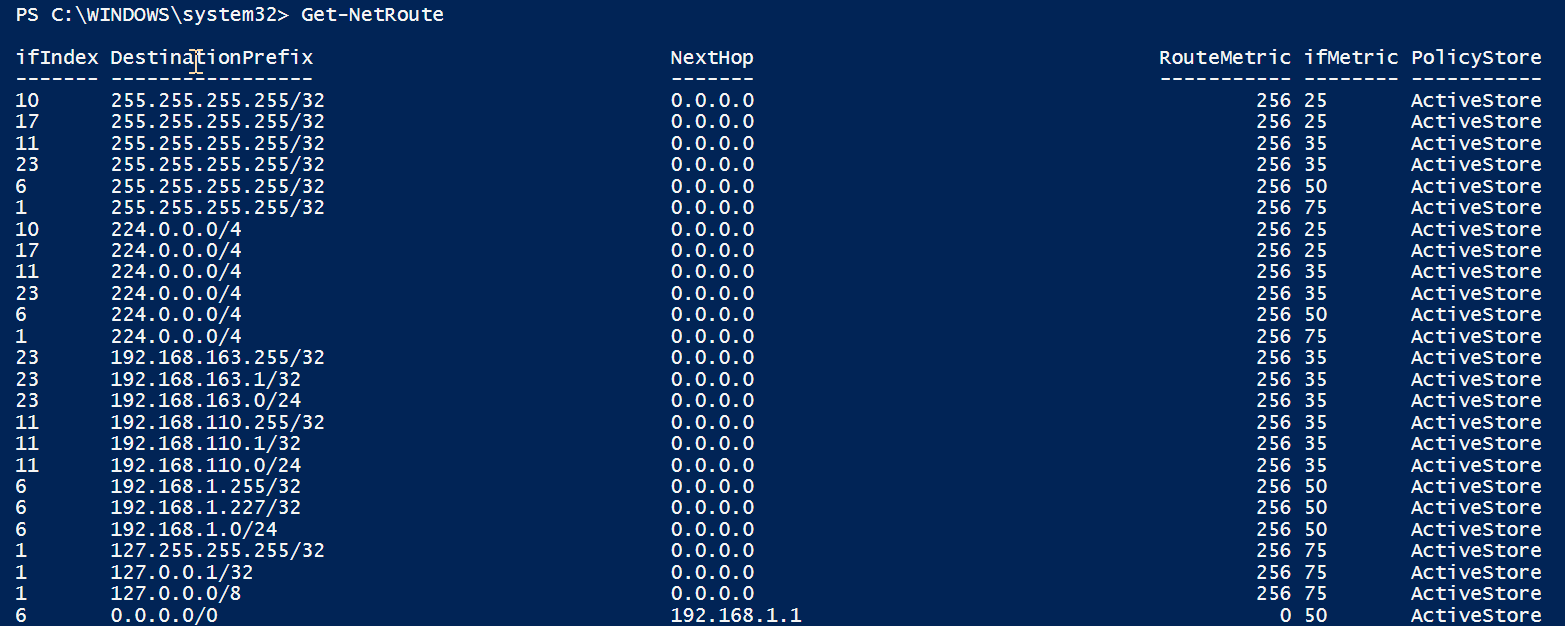 PS C:\WINDOWS\system32> Get-NetRoute
ifIndex DestinationPrefix NextHop RouteMetric ifMetric PolicyStore
------- ----------------- ------- ----------- -------- -----------
10 255.255.255.255/32 0.0.0.0 256 25 ActiveStore
17 255.255.255.255/32 0.0.0.0 256 25 ActiveStore
11 255.255.255.255/32 0.0.0.0 256 35 ActiveStore
23 255.255.255.255/32 0.0.0.0 256 35 ActiveStore
6 255.255.255.255/32 0.0.0.0 256 50 ActiveStore
1 255.255.255.255/32 0.0.0.0 256 75 ActiveStore
10 224.0.0.0/4 0.0.0.0 256 25 ActiveStore
17 224.0.0.0/4 0.0.0.0 256 25 ActiveStore
11 224.0.0.0/4 0.0.0.0 256 35 ActiveStore
23 224.0.0.0/4 0.0.0.0 256 35 ActiveStore
6 224.0.0.0/4 0.0.0.0 256 50 ActiveStore
1 224.0.0.0/4 0.0.0.0 256 75 ActiveStore
23 192.168.163.255/32 0.0.0.0 256 35 ActiveStore
23 192.168.163.1/32 0.0.0.0 256 35 ActiveStore
23 192.168.163.0/24 0.0.0.0 256 35 ActiveStore
11 192.168.110.255/32 0.0.0.0 256 35 ActiveStore
11 192.168.110.1/32 0.0.0.0 256 35 ActiveStore
11 192.168.110.0/24 0.0.0.0 256 35 ActiveStore
6 192.168.1.255/32 0.0.0.0 256 50 ActiveStore
6 192.168.1.227/32 0.0.0.0 256 50 ActiveStore
6 192.168.1.0/24 0.0.0.0 256 50 ActiveStore
1 127.255.255.255/32 0.0.0.0 256 75 ActiveStore
1 127.0.0.1/32 0.0.0.0 256 75 ActiveStore
1 127.0.0.0/8 0.0.0.0 256 75 ActiveStore
6 0.0.0.0/0 192.168.1.1 0 50 ActiveStore